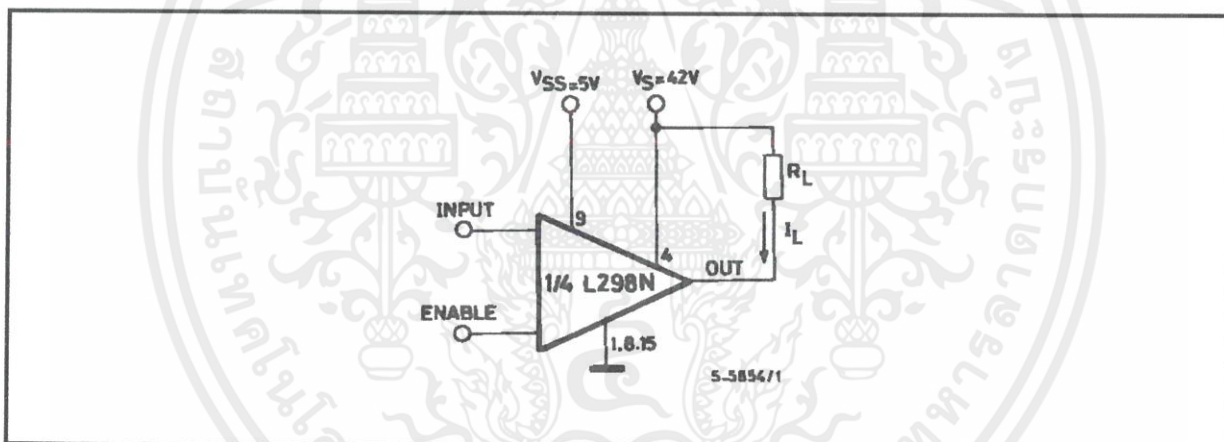 VSS=5V
VS=42V
RL
INPUT
9
IL
4
OUT
1/4 L298N
ENABLE
1.8.15
S-5854/1